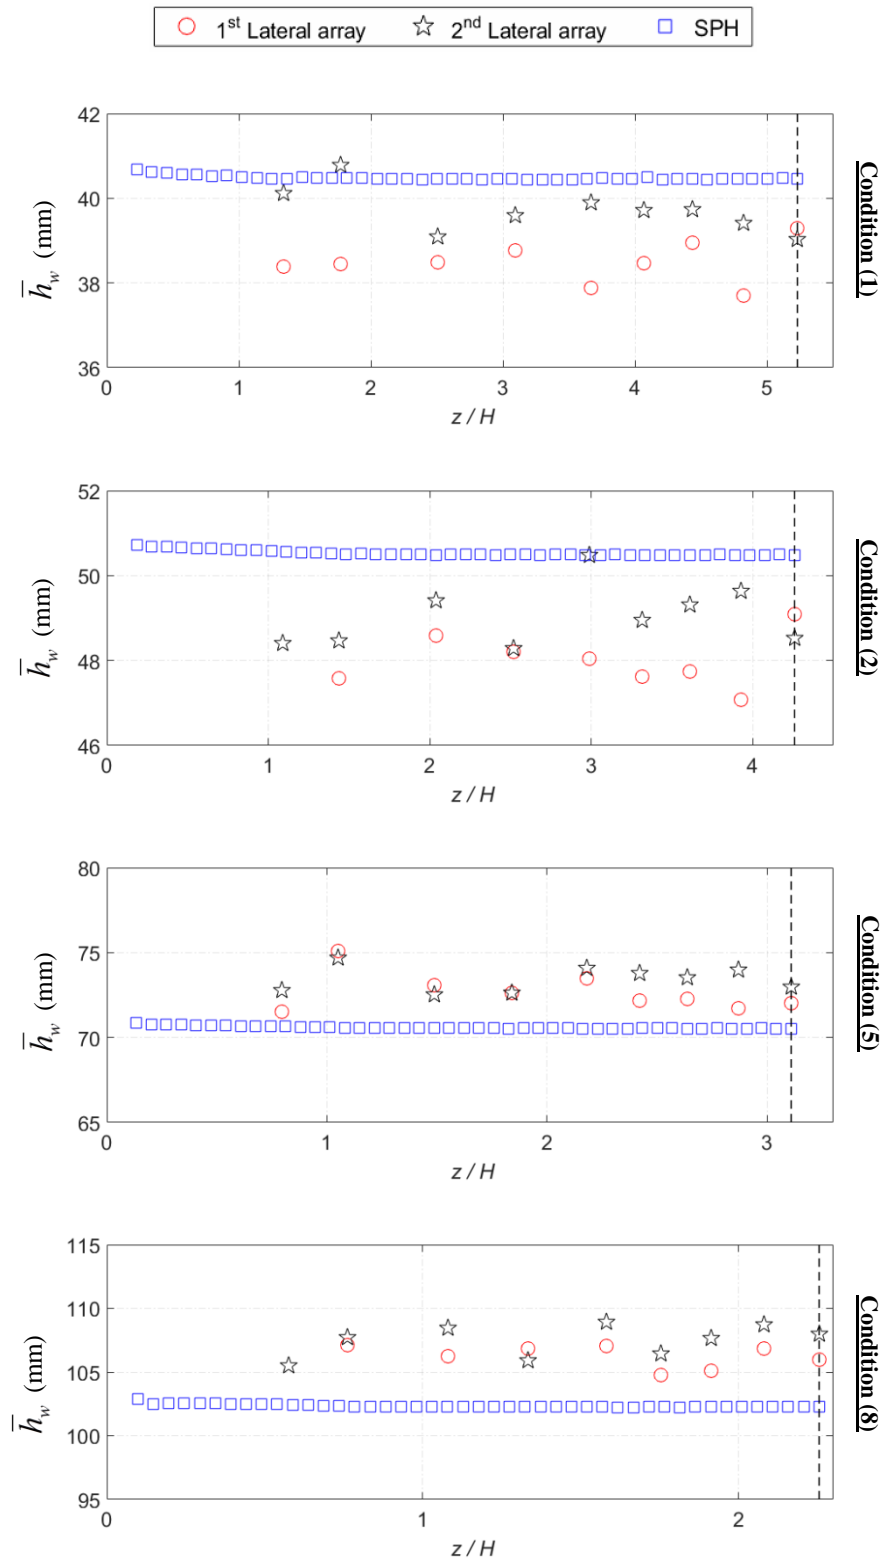 1st Lateral array 2nd Lateral array SPH
42
40
38
36
h̅w (mm)
0 1 2 3 4 5
z / H
Condition (1)
52
50
48
46
h̅w (mm)
0 1 2 3 4
z / H
Condition (2)
80
75
70
65
h̅w (mm)
0 1 2 3
z / H
Condition (5)
115
110
105
100
95
h̅w (mm)
0 1 2
z / H
Condition (8)